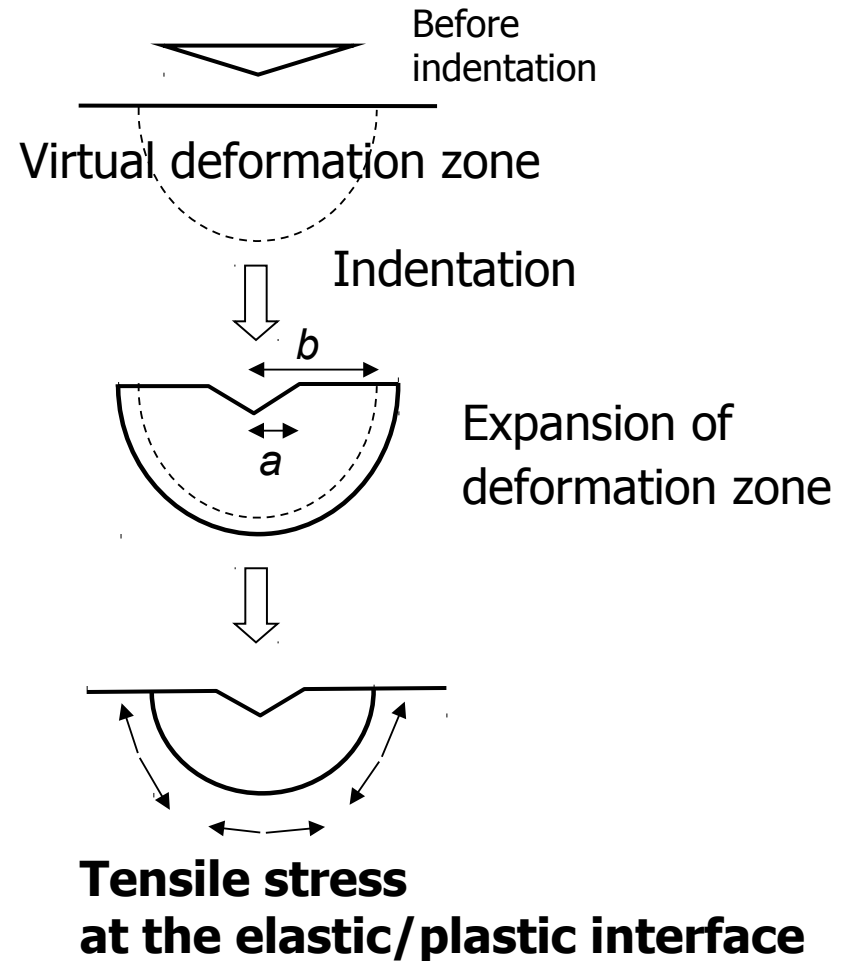 Before
indentation
Virtual deformation zone
Indentation
b
a
Expansion of
deformation zone
Tensile stress
at the elastic/plastic interface